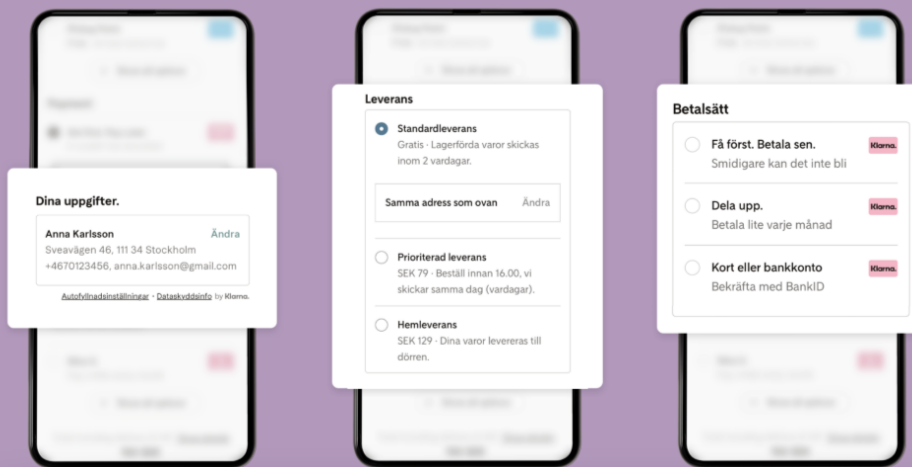 Dina uppgifter.
Anna Karlsson Ändra
Sveavägen 46, 111 34 Stockholm
+4670123456, anna.karlsson@gmail.com
Autofyllnadsinställningar · Dataskyddsinfo by Klarna.
Leverans
Standardleverans
Gratis · Lagerförda varor skickas
inom 2 vardagar.
Samma adress som ovan Ändra
Prioriterad leverans
SEK 79 · Beställ innan 16.00, vi
skickar samma dag (vardagar).
Hemleverans
SEK 129 · Dina varor levereras till
dörren.
Betalsätt
Få först. Betala sen. Klarna.
Smidigare kan det inte bli
Dela upp. Klarna.
Betala lite varje månad
Kort eller bankkonto Klarna.
Bekräfta med BankID